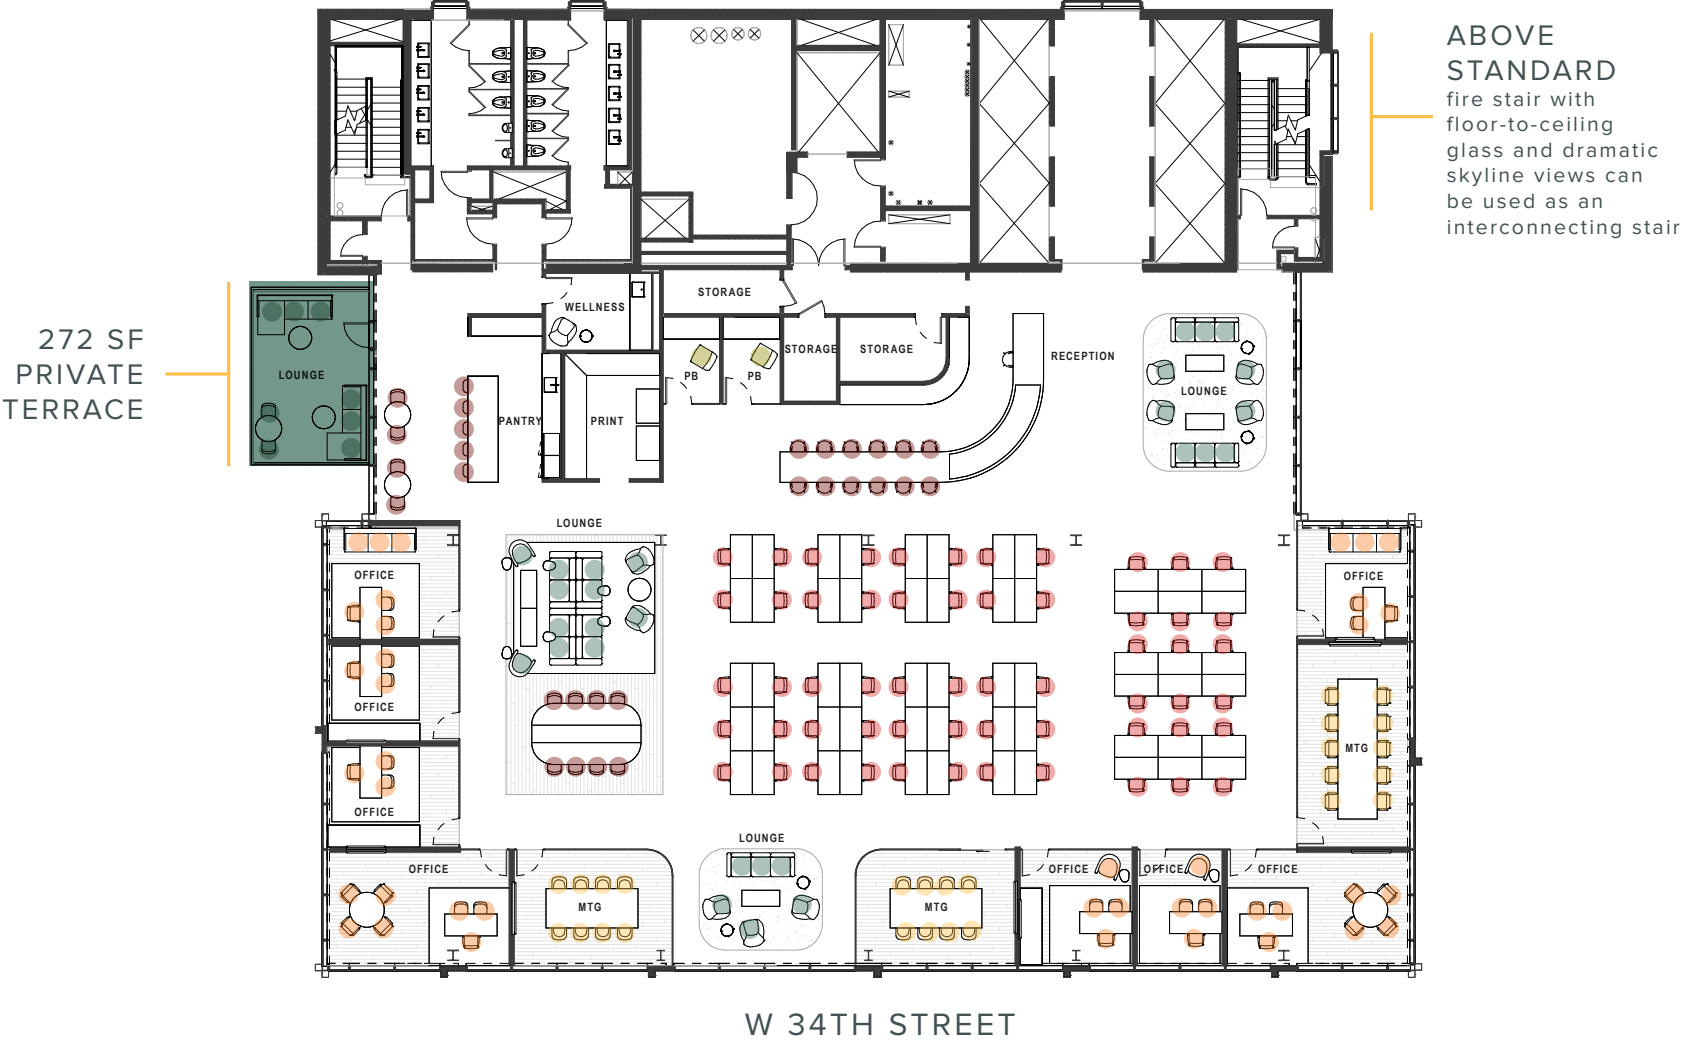 ABOVE
STANDARD
fire stair with
floor-to-ceiling
glass and dramatic
skyline views can
be used as an
interconnecting stair
272 SF
PRIVATE
TERRACE
LOUNGE
WELLNESS
STORAGE
STORAGE
STORAGE
PB
PB
RECEPTION
LOUNGE
PANTRY
PRINT
LOUNGE
OFFICE
OFFICE
OFFICE
OFFICE
MTG
LOUNGE
OFFICE
MTG
MTG
OFFICE
OFFICE
OFFICE
W 34TH STREET